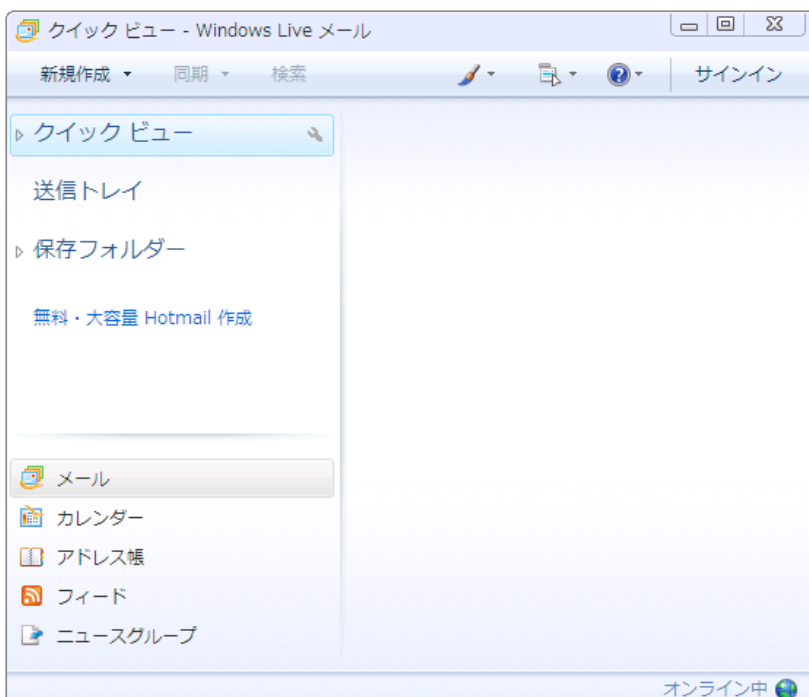 クイック ビュー - Windows Live メール
新規作成 同期 検索 サインイン
クイック ビュー
送信トレイ
保存フォルダー
無料・大容量 Hotmail 作成
メール
カレンダー
アドレス帳
フィード
ニュースグループ
オンライン中